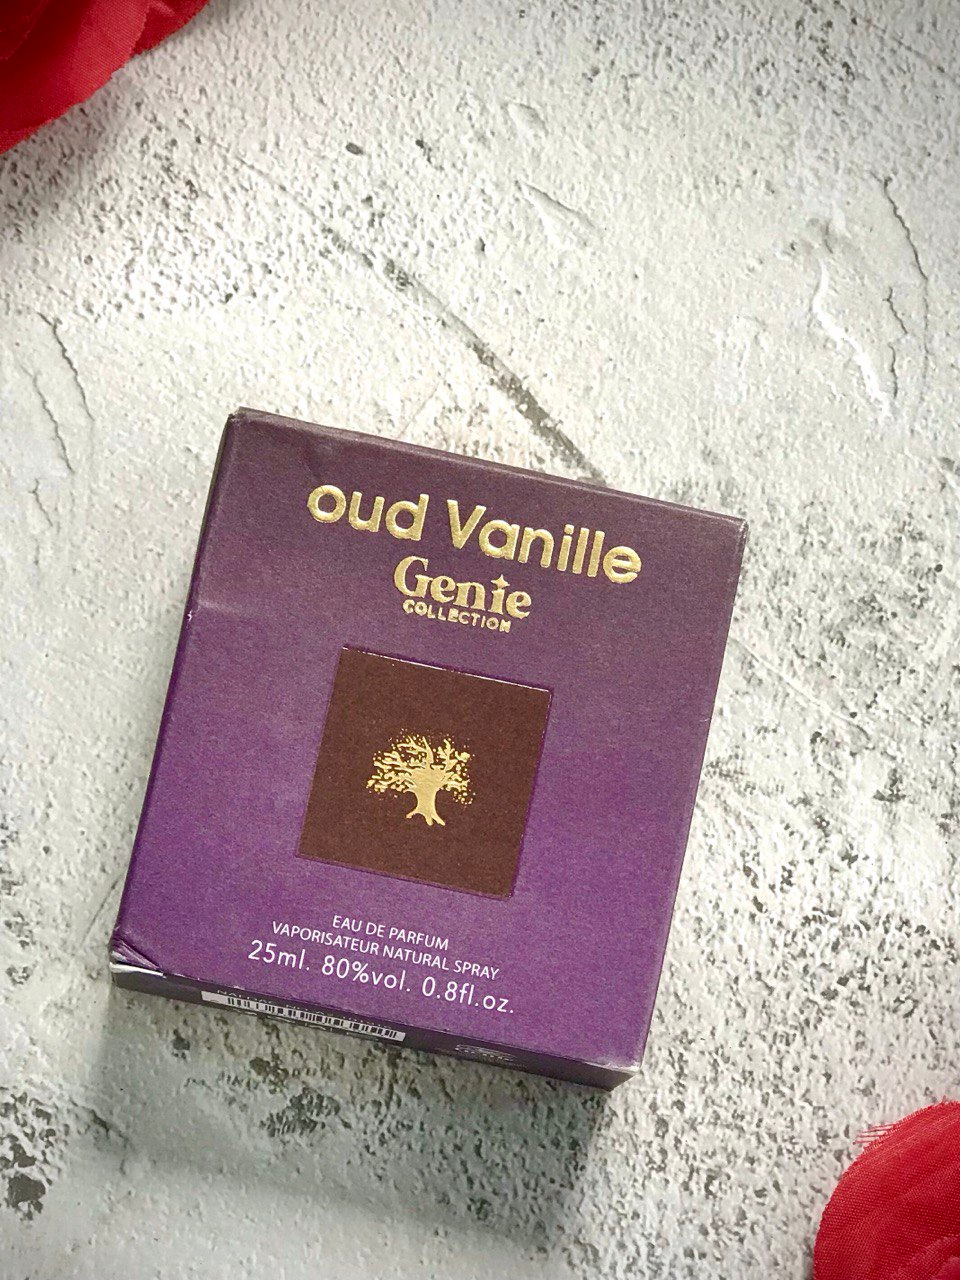 oud Vanille
Genie
COLLECTION
EAU DE PARFUM
VAPORISATEUR NATURAL SPRAY
25ml. 80%vol. 0.8fl.oz.